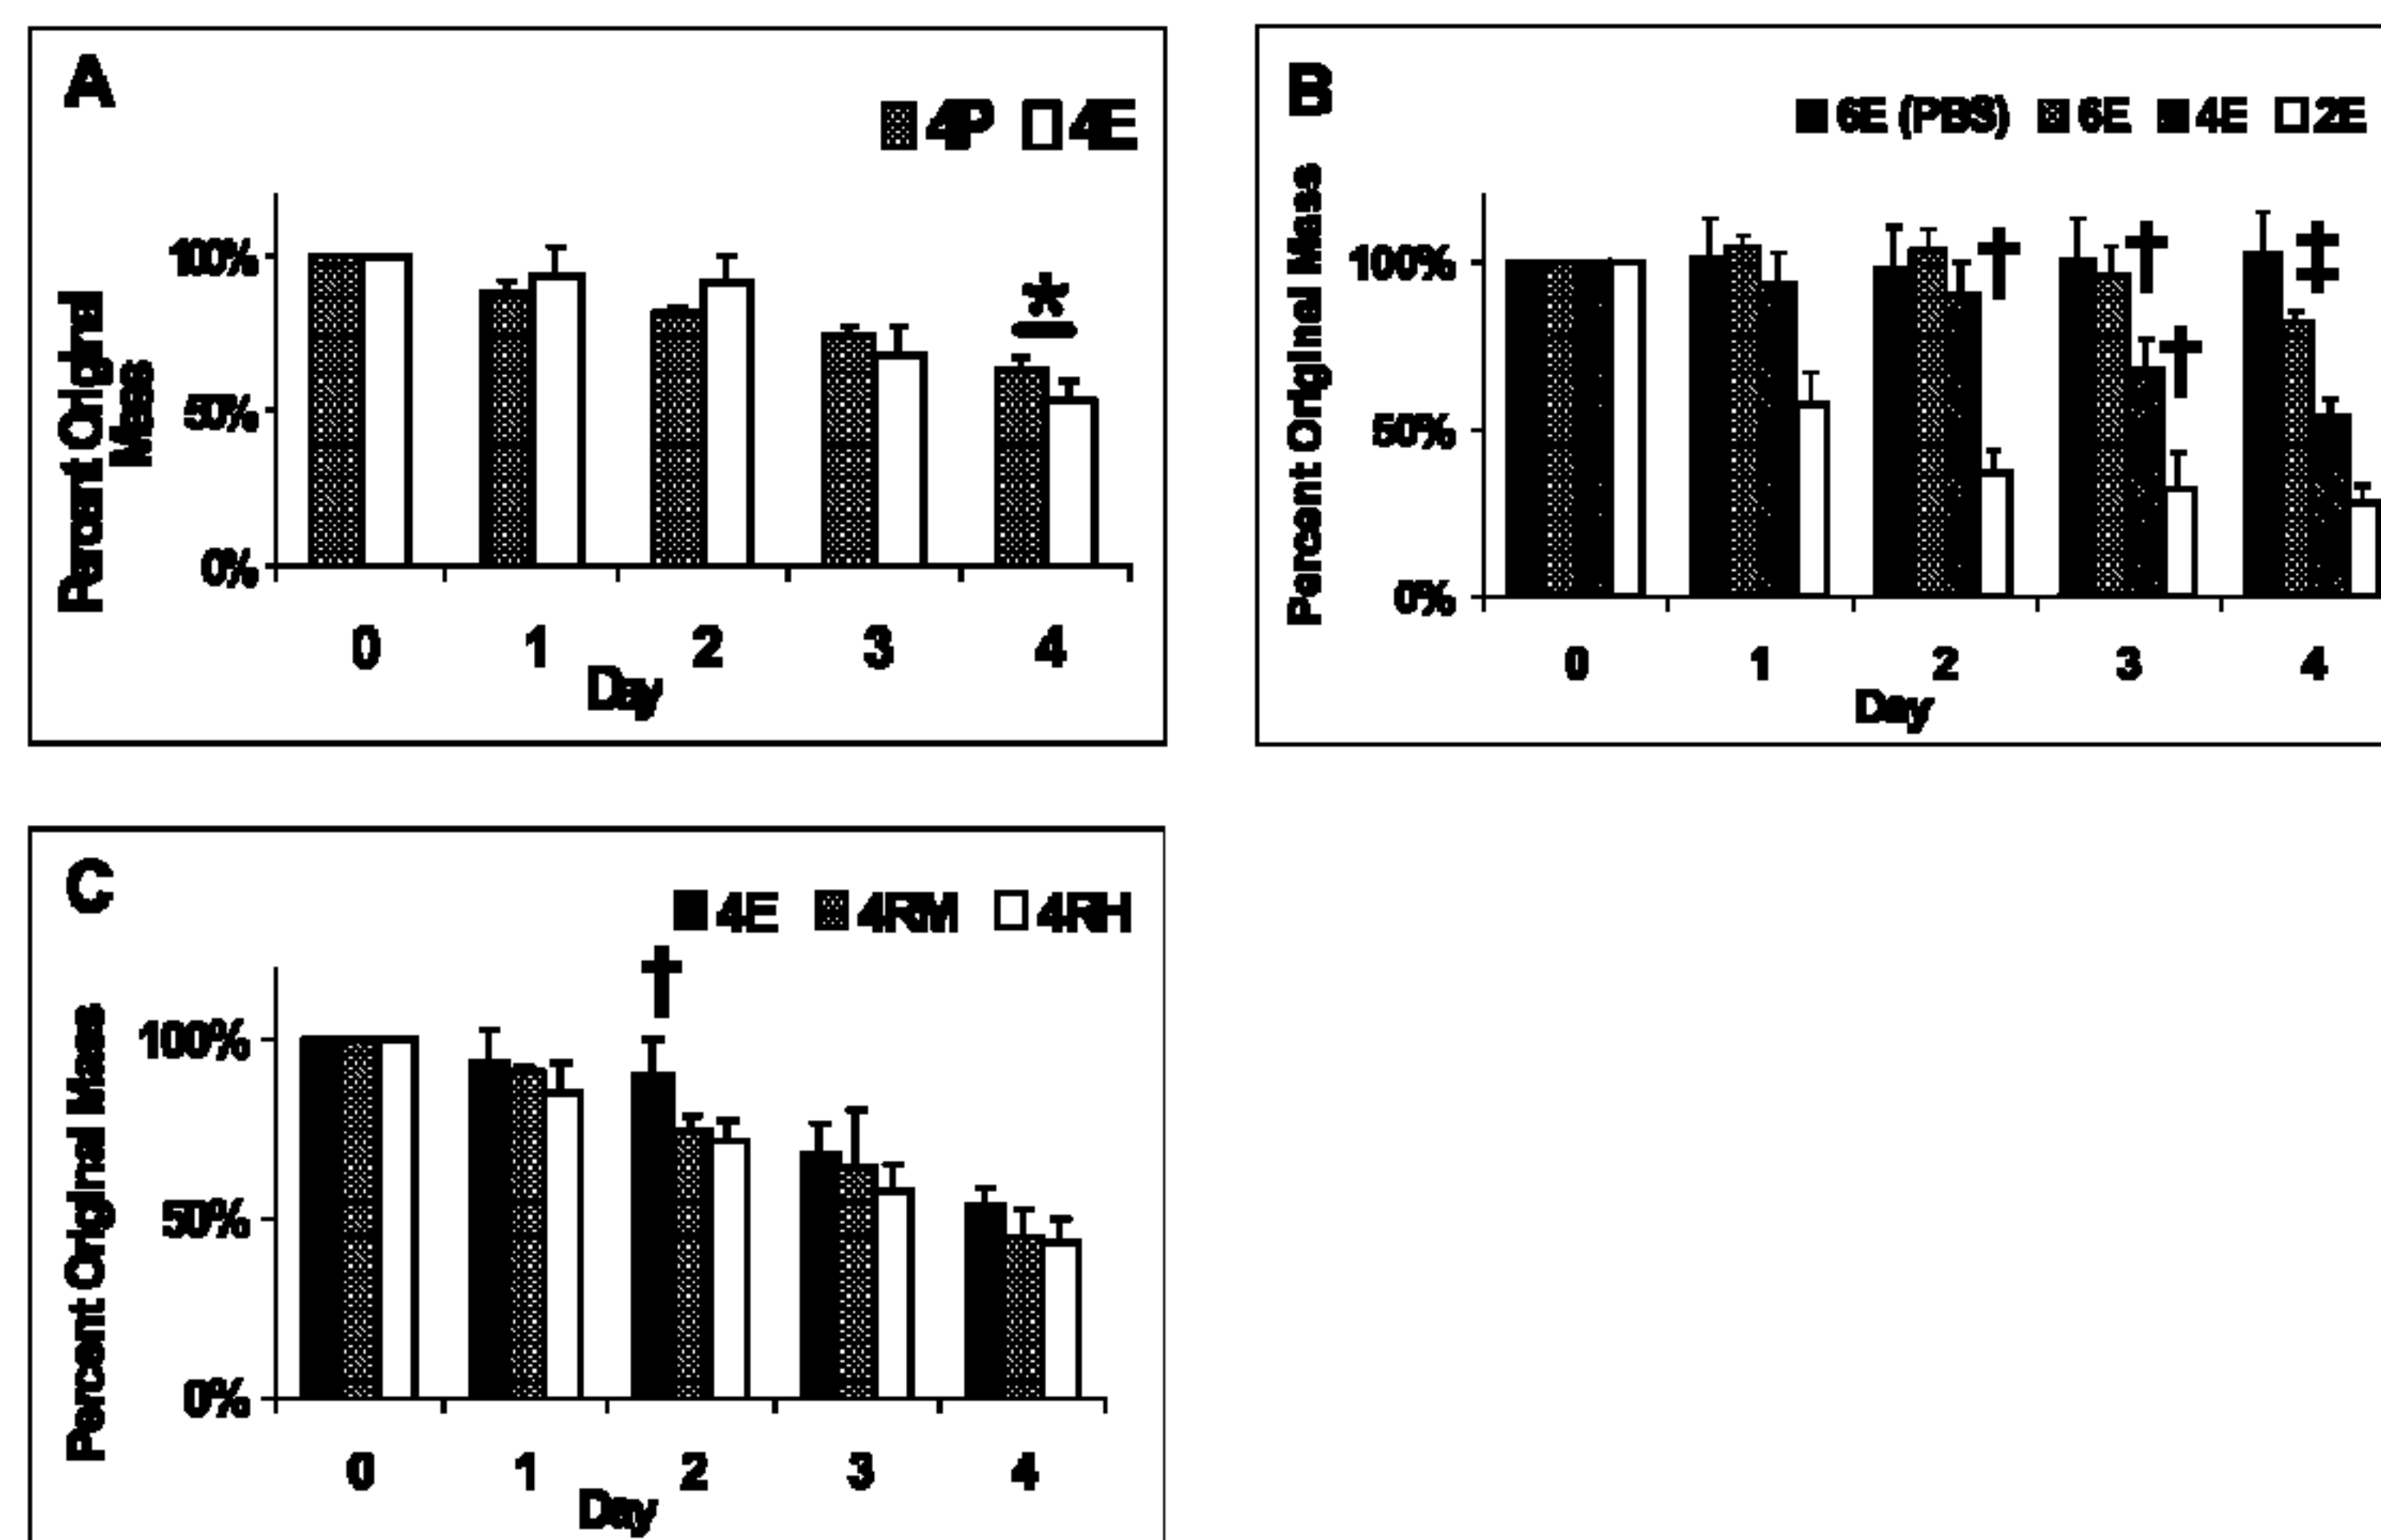 A
4P 4E
Percent Original
Mass
100%
50%
0%
*
0 1 2 3 4
Day
B
6E (PBS) 6E 4E 2E
Percent Original Mass
100%
50%
0%
† † † ‡
0 1 2 3 4
Day
C
4E 4RM 4RH
Percent Original Mass
100%
50%
0%
†
0 1 2 3 4
Day